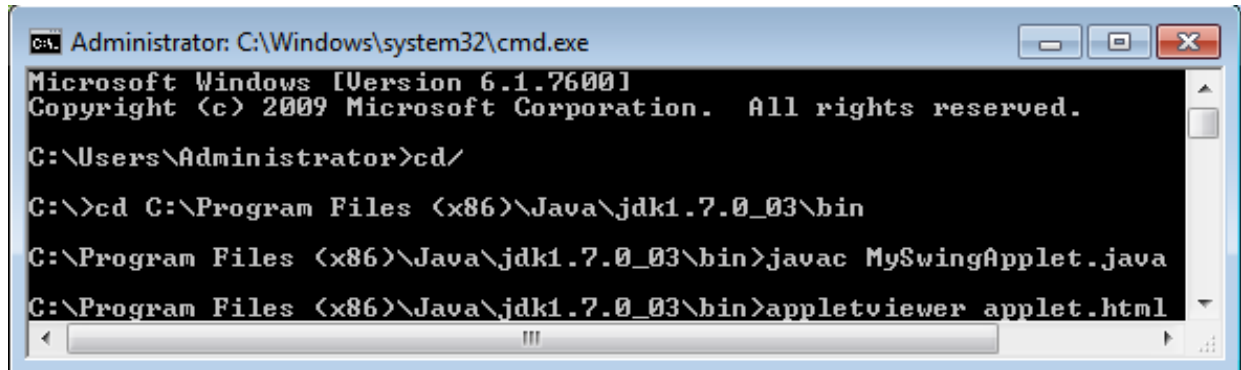 Administrator: C:\Windows\system32\cmd.exe
Microsoft Windows [Version 6.1.7600]
Copyright (c) 2009 Microsoft Corporation.  All rights reserved.
C:\Users\Administrator>cd/
C:\>cd C:\Program Files (x86)\Java\jdk1.7.0_03\bin
C:\Program Files (x86)\Java\jdk1.7.0_03\bin>javac MySwingApplet.java
C:\Program Files (x86)\Java\jdk1.7.0_03\bin>appletviewer applet.html